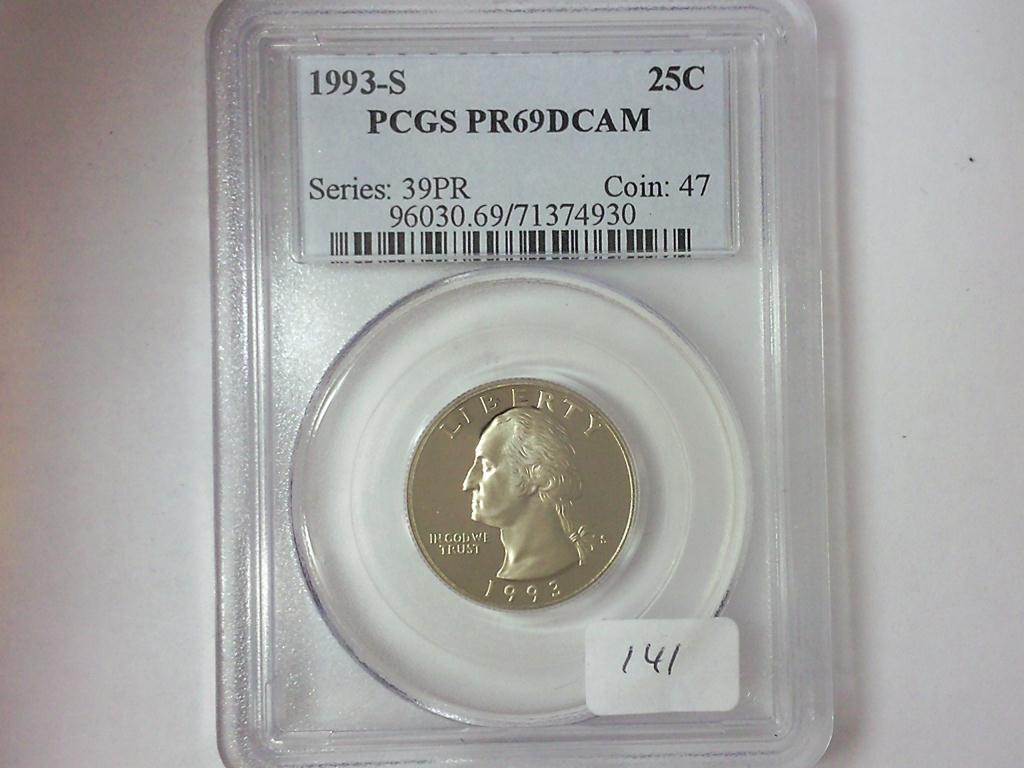 1993-S 25C
PCGS PR69DCAM
Series: 39PR Coin: 47
96030.69/71374930
LIBERTY
IN GOD WE
TRUST
S
1993
141